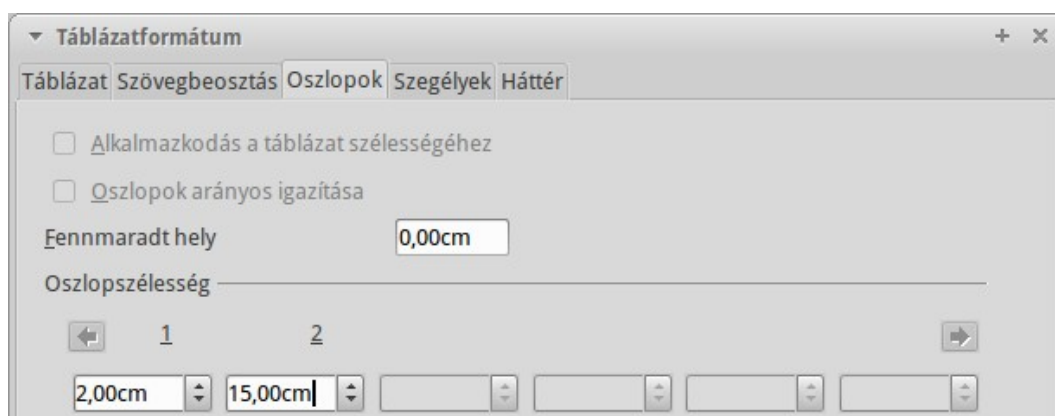 Táblázatformátum
Táblázat Szövegbeosztás Oszlopok Szegélyek Háttér
Alkalmazkodás a táblázat szélességéhez
Oszlopok arányos igazítása
Fennmaradt hely 0,00cm
Oszlopszélesség
1 2
2,00cm 15,00cm